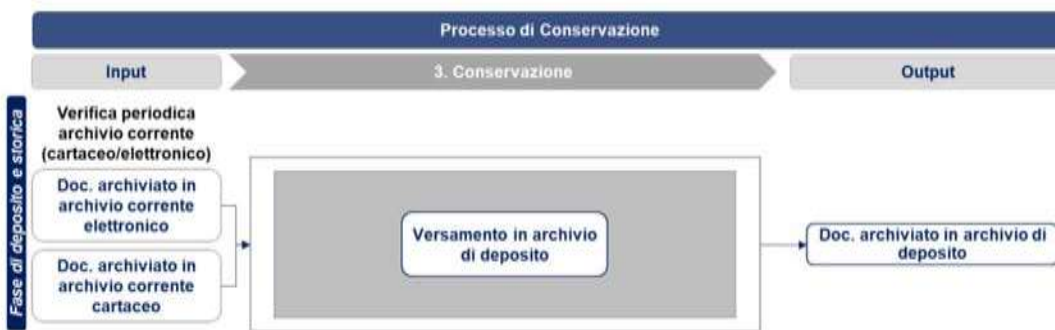 Processo di Conservazione
Input
3. Conservazione
Output
Fase di deposito e storica
Verifica periodica
archivio corrente
(cartaceo/elettronico)
Doc. archiviato in
archivio corrente
elettronico
Doc. archiviato in
archivio corrente
cartaceo
Versamento in archivio
di deposito
Doc. archiviato in archivio di
deposito